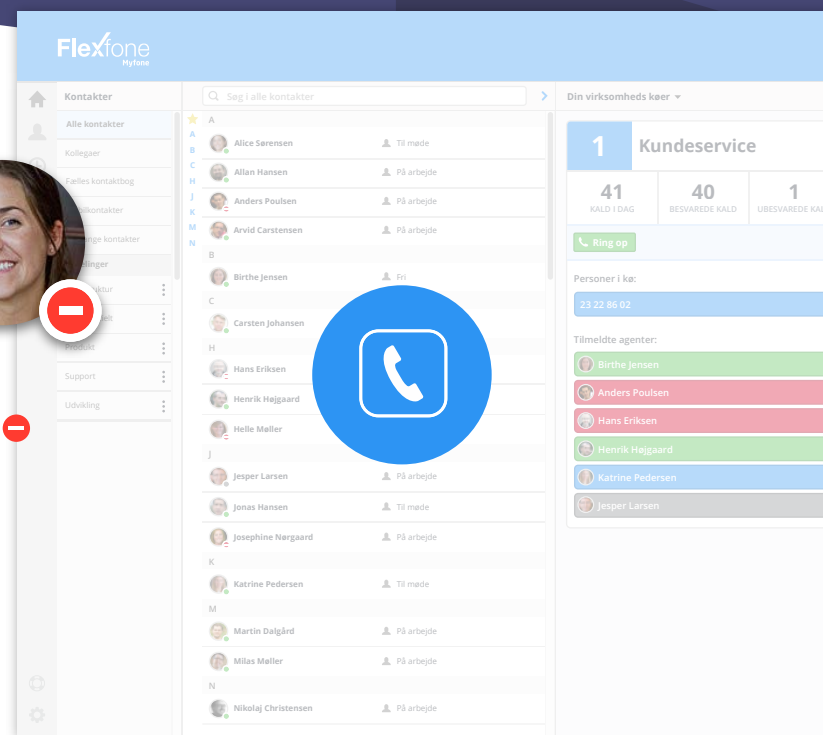 Flexfone
Myfone
Kontakter
Alle kontakter
Kollegaer
Fælles kontaktbog
kontakter
kontakter
Produkt
Support
Udvikling
Søg i alle kontakter
A
B
C
H
J
K
M
N
A
Alice Sørensen Til møde
Allan Hansen På arbejde
Anders Poulsen På arbejde
Arvid Carstensen På arbejde
B
Birthe Jensen Fri
C
Carsten Johansen
H
Hans Eriksen
Henrik Højgaard
Helle Møller
J
Jesper Larsen På arbejde
Jonas Hansen Til møde
Josephine Nørgaard På arbejde
K
Katrine Pedersen Til møde
M
Martin Dalgård På arbejde
Milas Møller På arbejde
N
Nikolaj Christensen På arbejde
Din virksomheds køer
1 Kundeservice
41 40 1
KALD I DAG BESVAREDE KALD UBESVAREDE KAL
Ring op
Personer i kø:
23 22 86 02
Tilmeldte agenter:
Birthe Jensen
Anders Poulsen
Hans Eriksen
Henrik Højgaard
Katrine Pedersen
Jesper Larsen